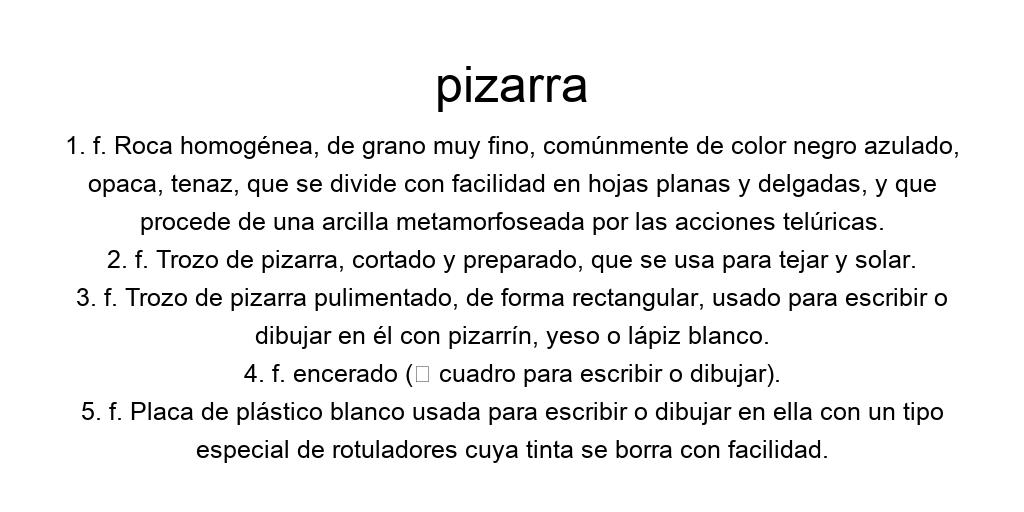 pizarra
1. f. Roca homogénea, de grano muy fino, comúnmente de color negro azulado,
opaca, tenaz, que se divide con facilidad en hojas planas y delgadas, y que
procede de una arcilla metamorfoseada por las acciones telúricas.
2. f. Trozo de pizarra, cortado y preparado, que se usa para tejar y solar.
3. f. Trozo de pizarra pulimentado, de forma rectangular, usado para escribir o
dibujar en él con pizarrín, yeso o lápiz blanco.
4. f. encerado (▯ cuadro para escribir o dibujar).
5. f. Placa de plástico blanco usada para escribir o dibujar en ella con un tipo
especial de rotuladores cuya tinta se borra con facilidad.